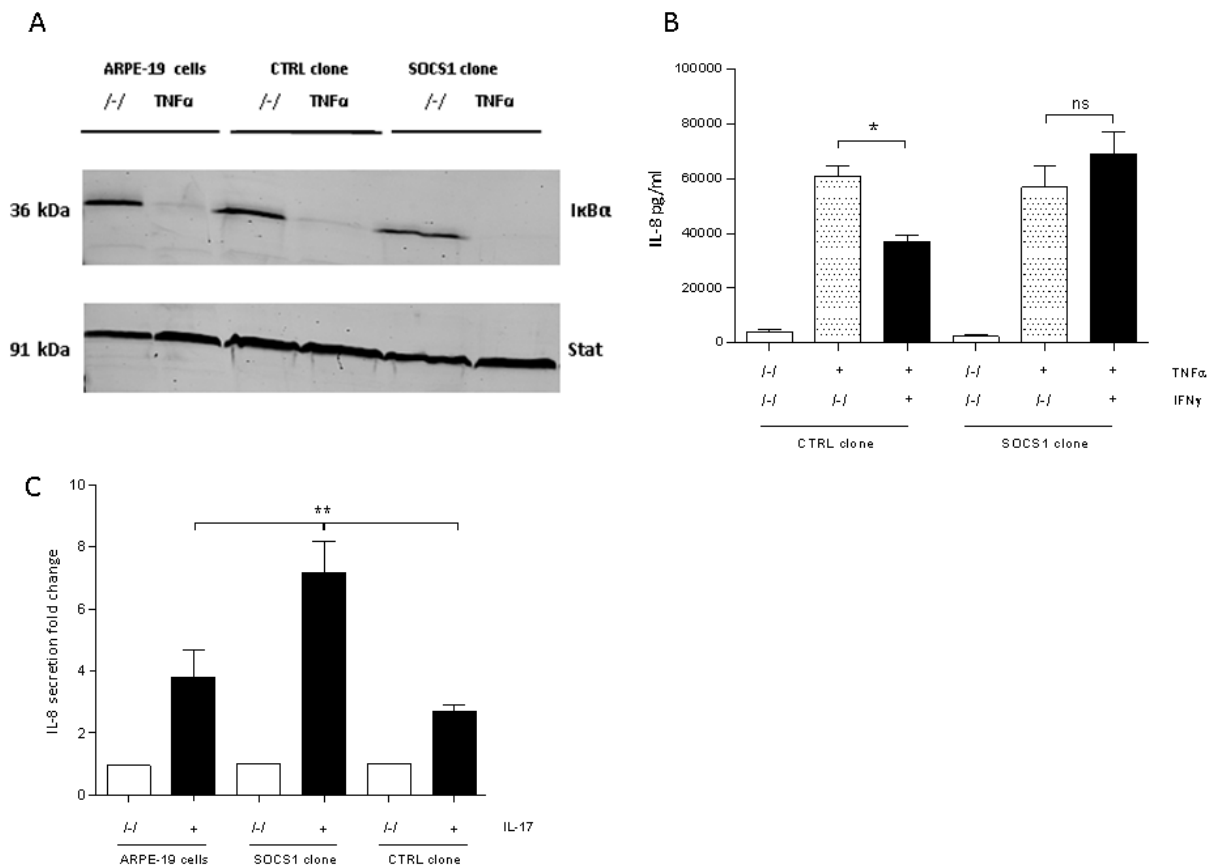 A
ARPE-19 cells CTRL clone SOCS1 clone
/-/ TNFα /-/ TNFα /-/ TNFα
36 kDa IκBα
91 kDa Stat
B
IL-8 pg/ml
100000
80000
60000
40000
20000
0
* ns
/-/ + + /-/ + + TNFα
/-/ /-/ + /-/ /-/ + IFNγ
CTRL clone SOCS1 clone
C
IL-8 secretion fold change
10
8
6
4
2
0
**
/-/ + /-/ + /-/ + IL-17
ARPE-19 cells SOCS1 clone CTRL clone